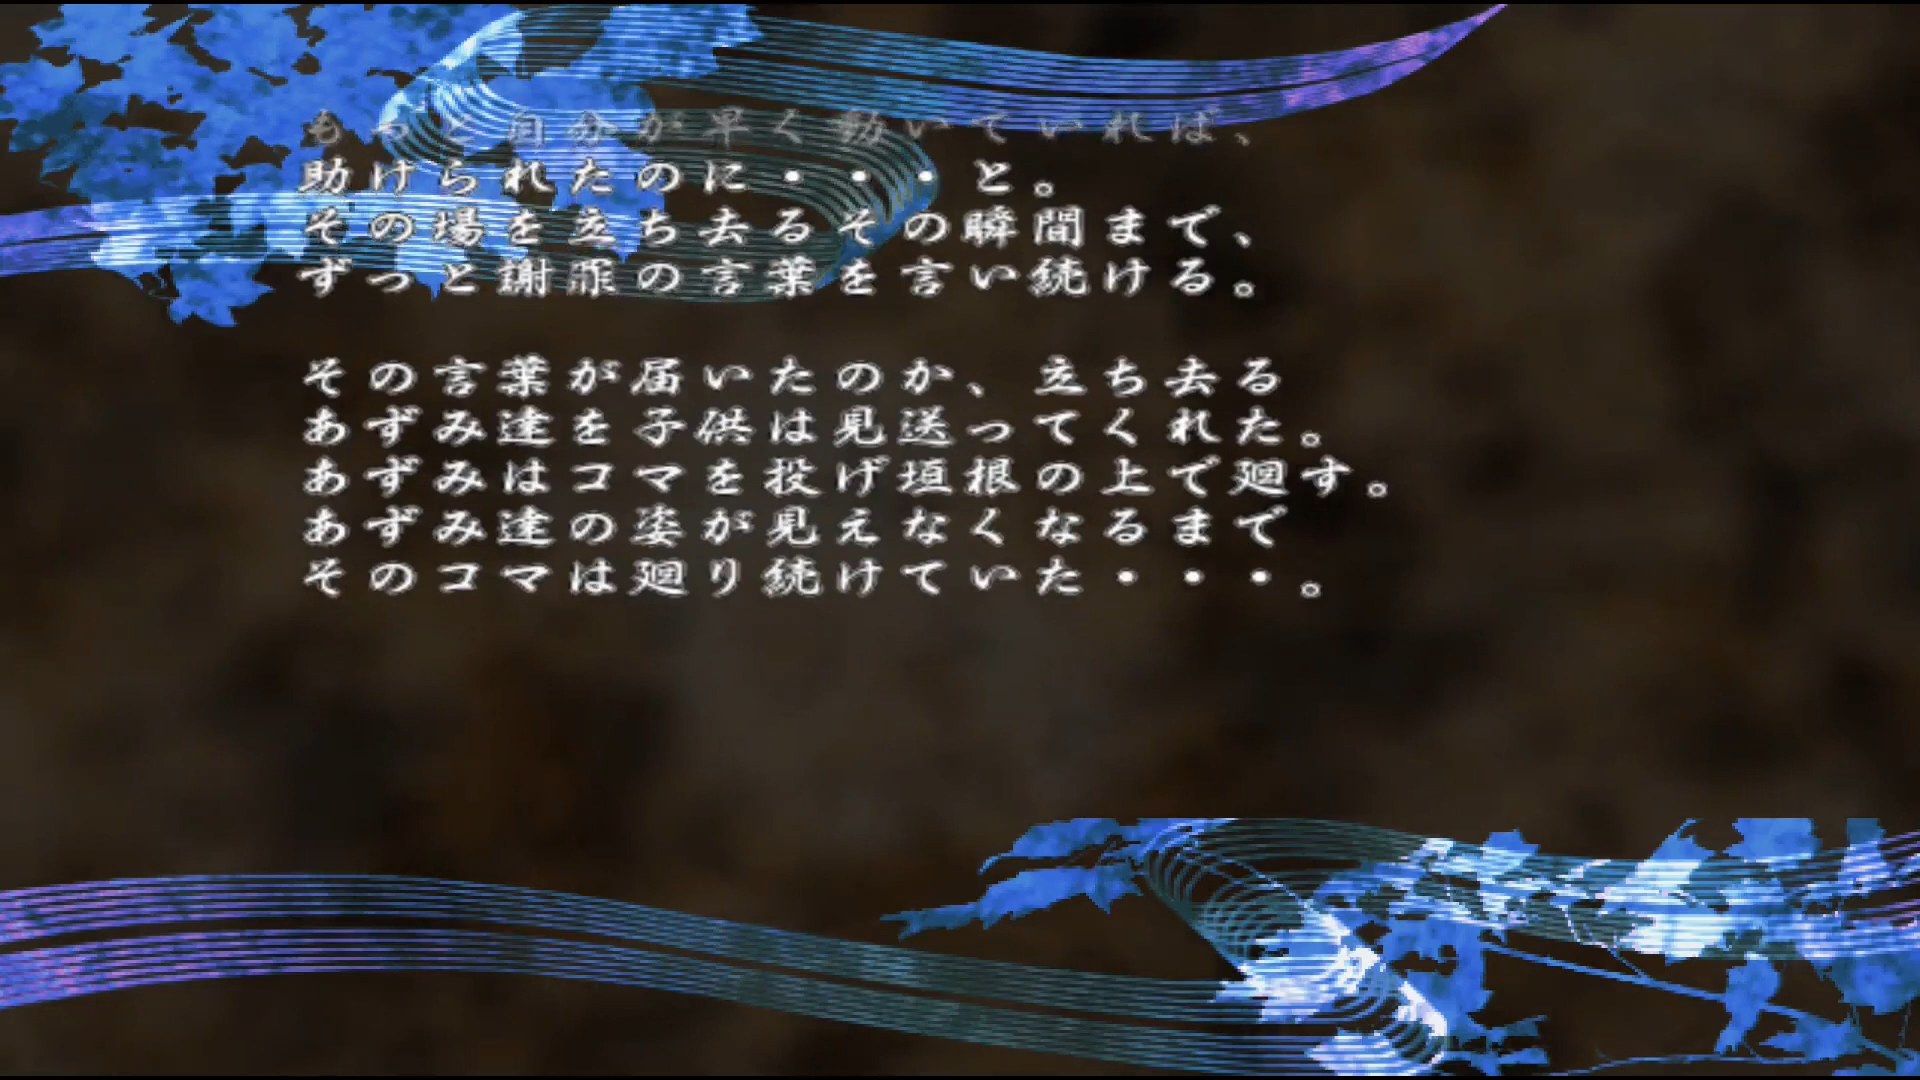 もっと自分が早く動いていれば、
助けられたのに・・・と。
その場を立ち去るその瞬間まで、
ずっと謝罪の言葉を言い続ける。
その言葉が届いたのか、立ち去る
あずみ達を子供は見送ってくれた。
あずみはコマを投げ垣根の上で廻す。
あずみ達の姿が見えなくなるまで
そのコマは廻り続けていた・・・。